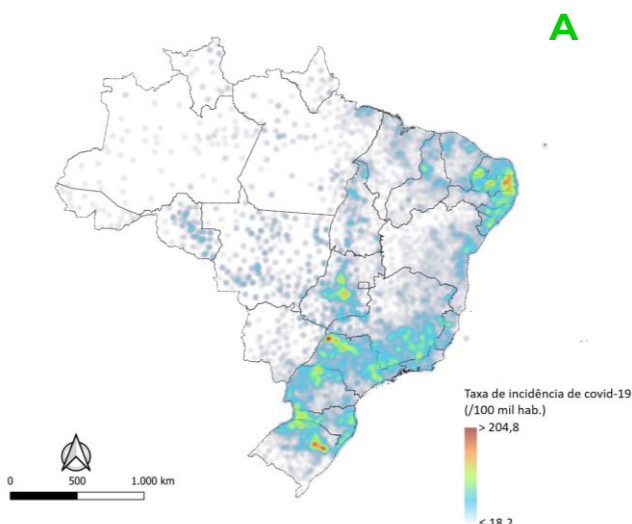 A
Taxa de incidência de covid-19
(/100 mil hab.)
> 204,8
< 18,2
0 500 1.000 km